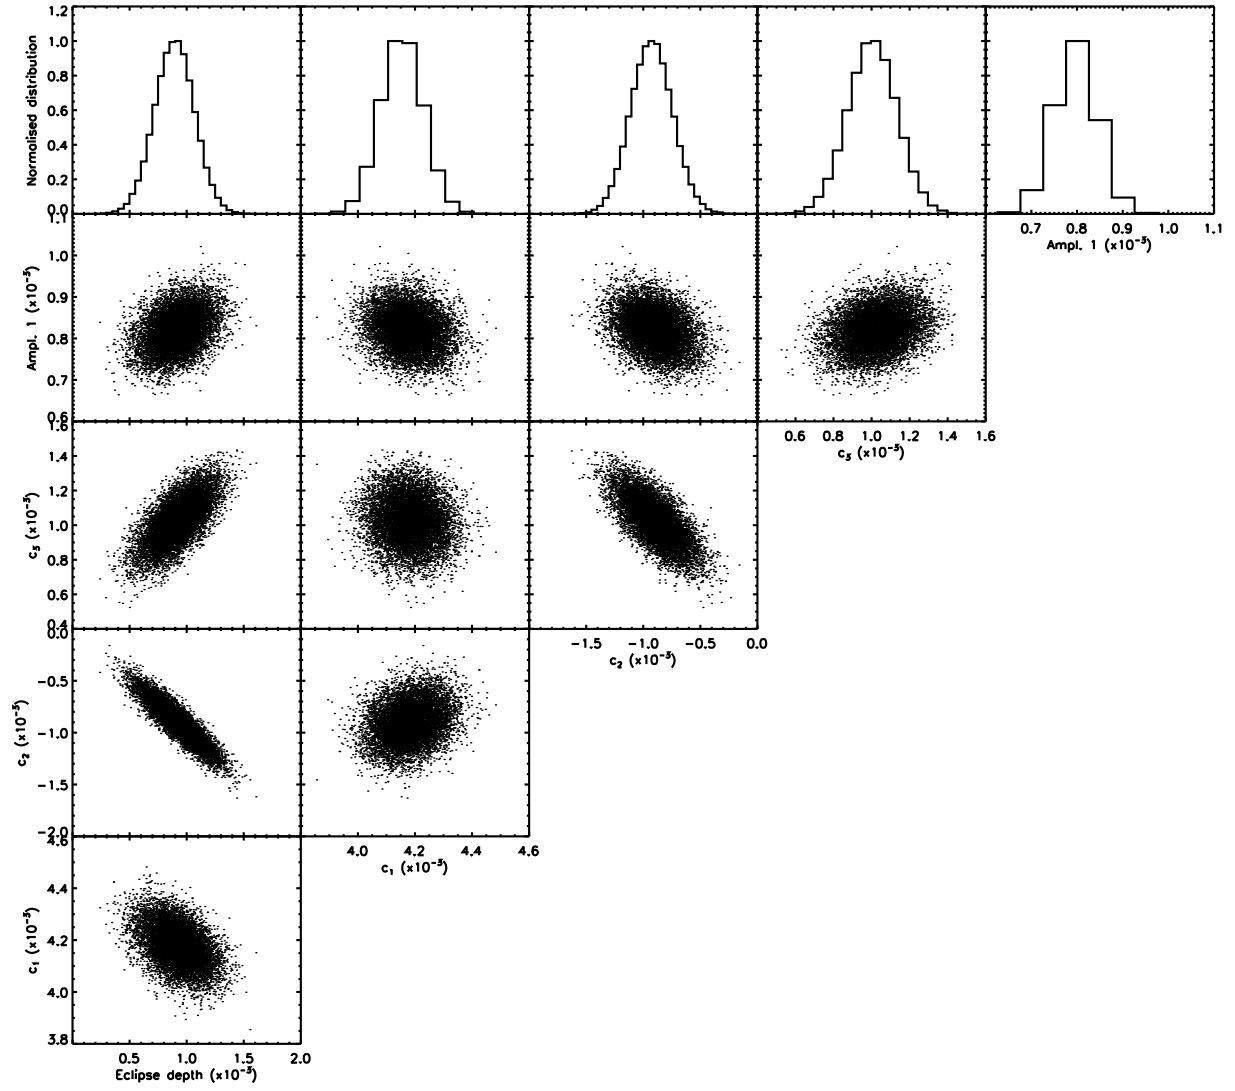 1.2
1.0
0.8
0.6
0.4
0.2
0.0
Normalised distribution
0.7 0.8 0.9 1.0 1.1
Ampl. 1 (x10⁻³)
1.1
1.0
0.9
0.8
0.7
0.6
Ampl. 1 (x10⁻³)
0.6 0.8 1.0 1.2 1.4 1.6
c₃ (x10⁻³)
1.6
1.4
1.2
1.0
0.8
0.6
0.4
c₃ (x10⁻³)
-1.5 -1.0 -0.5 0.0
c₂ (x10⁻³)
0.0
-0.5
-1.0
-1.5
-2.0
c₂ (x10⁻³)
4.0 4.2 4.4 4.6
c₁ (x10⁻³)
4.6
4.4
4.2
4.0
3.8
c₁ (x10⁻³)
0.5 1.0 1.5 2.0
Eclipse depth (x10⁻³)